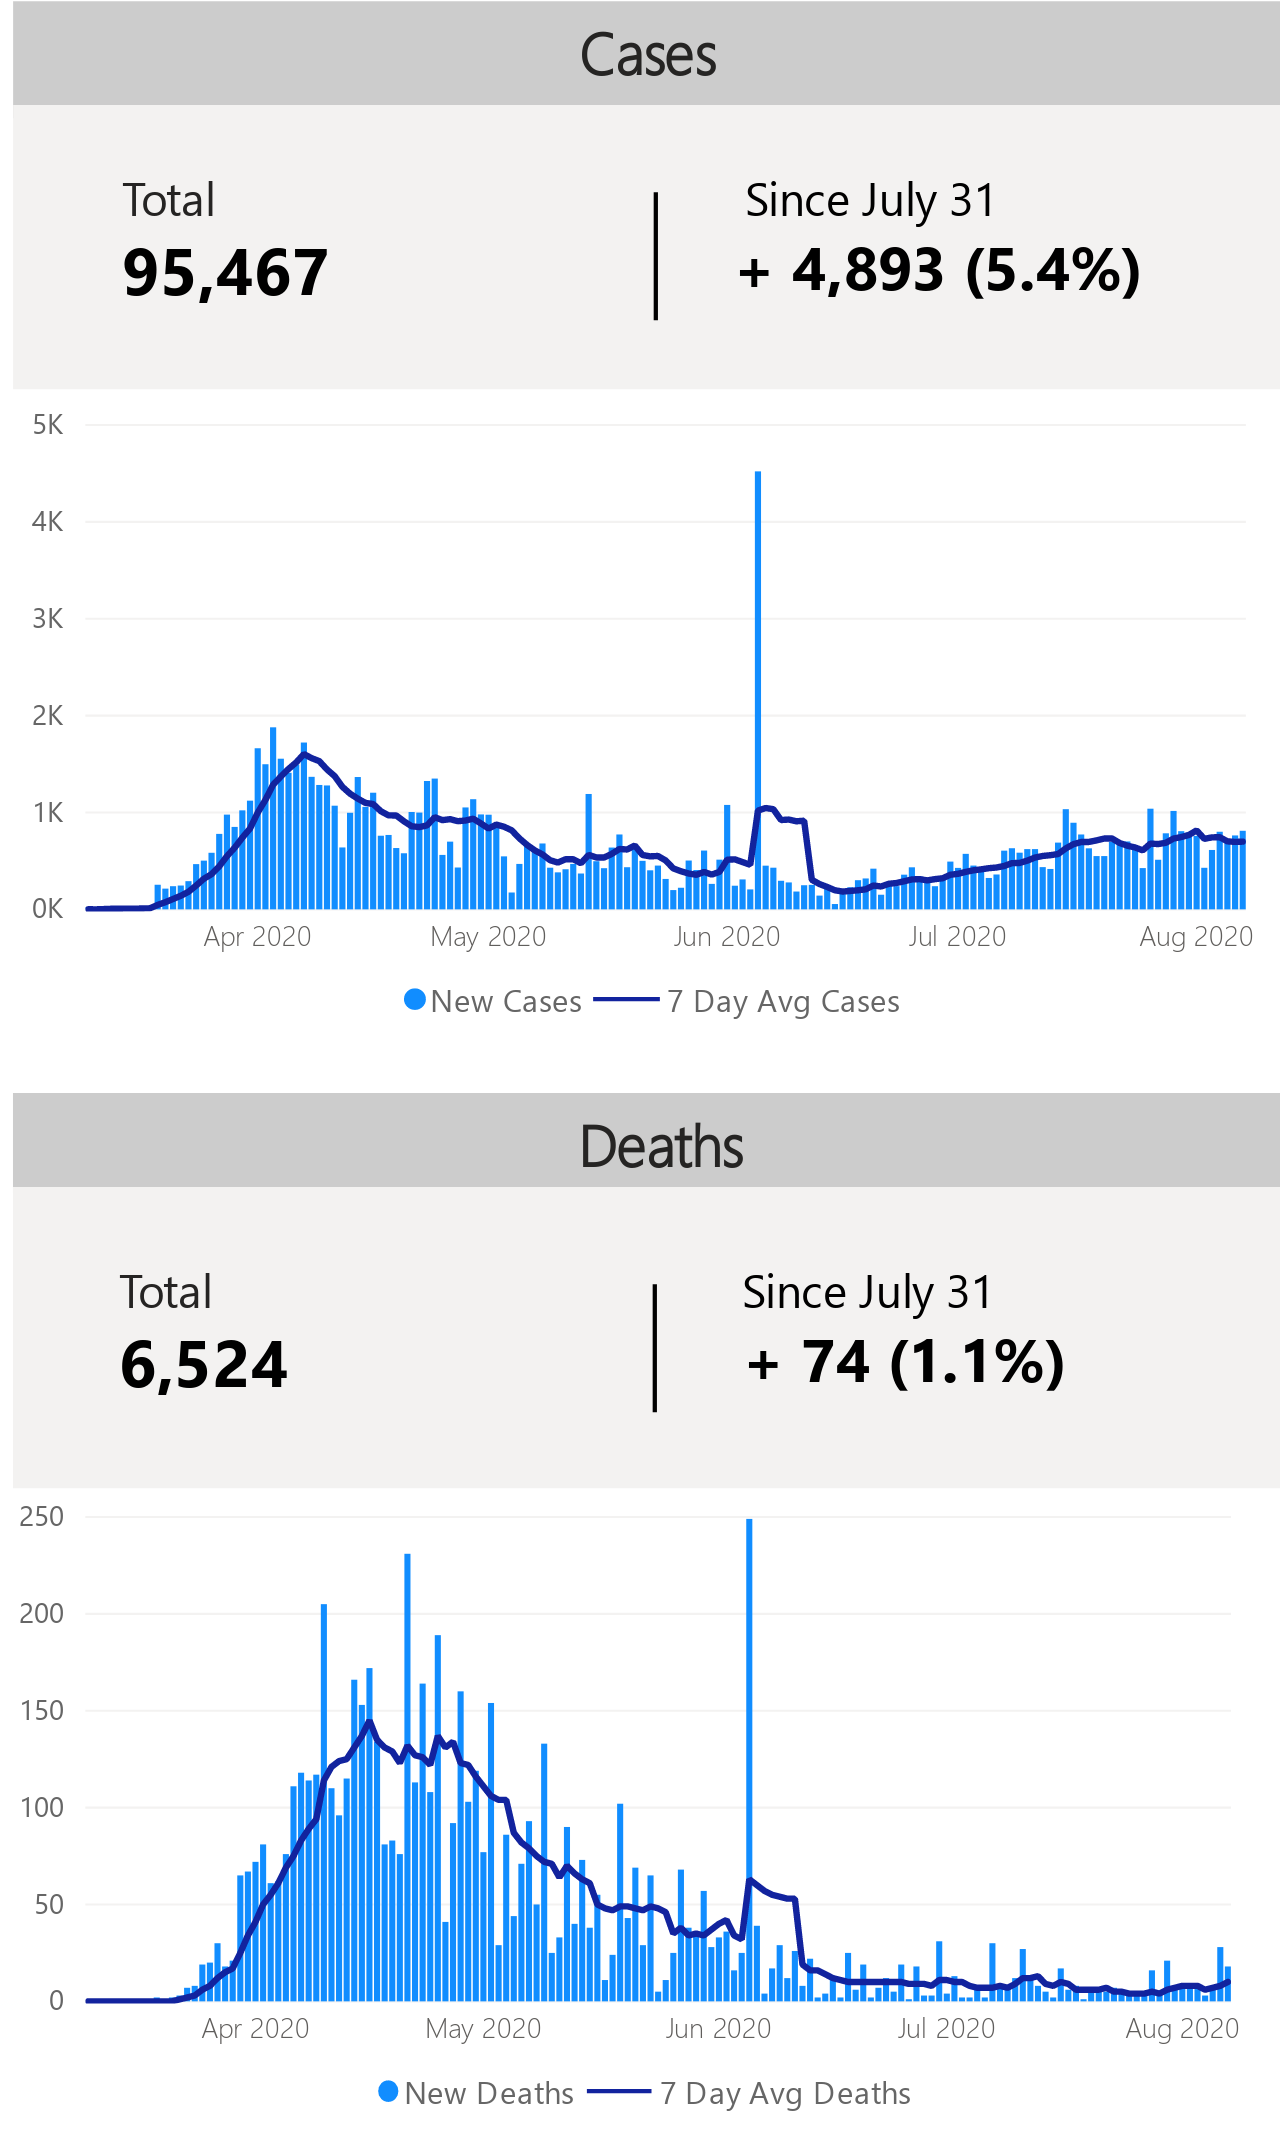 Cases
Total
Since July 31
95,467
+ 4,893 (5.4%)
5K
4K
3K
2K
1K
0K
Apr 2020
May 2020
Jun 2020
Jul 2020
Aug 2020
New Cases
7 Day Avg Cases
Deaths
Total
Since July 31
6,524
+ 74 (1.1%)
250
200
150
100
50
0
Apr 2020
May 2020
Jun 2020
Jul 2020
Aug 2020
New Deaths
7 Day Avg Deaths